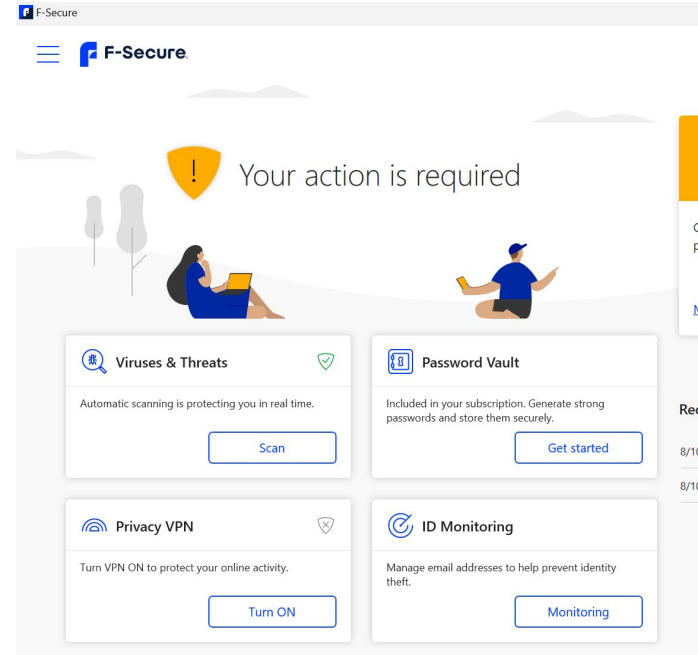 F-Secure
F-Secure.
Your action is required
Viruses & Threats
Automatic scanning is protecting you in real time.
Scan
Password Vault
Included in your subscription. Generate strong
passwords and store them securely.
Get started
Privacy VPN
Turn VPN ON to protect your online activity.
Turn ON
ID Monitoring
Manage email addresses to help prevent identity
theft.
Monitoring